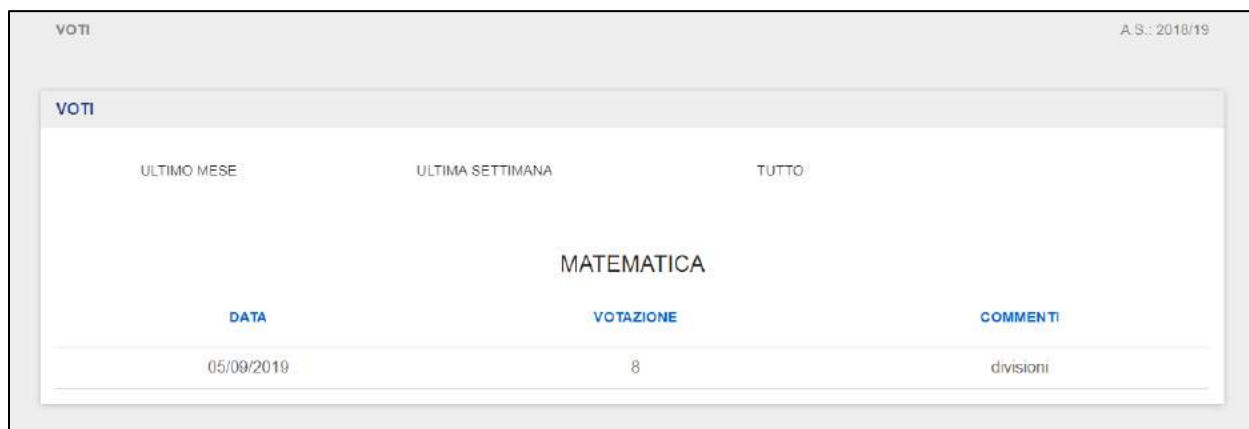 VOTI A.S.: 2018/19
VOTI
ULTIMO MESE ULTIMA SETTIMANA TUTTO
MATEMATICA
DATA VOTAZIONE COMMENTI
05/09/2019 8 divisioni